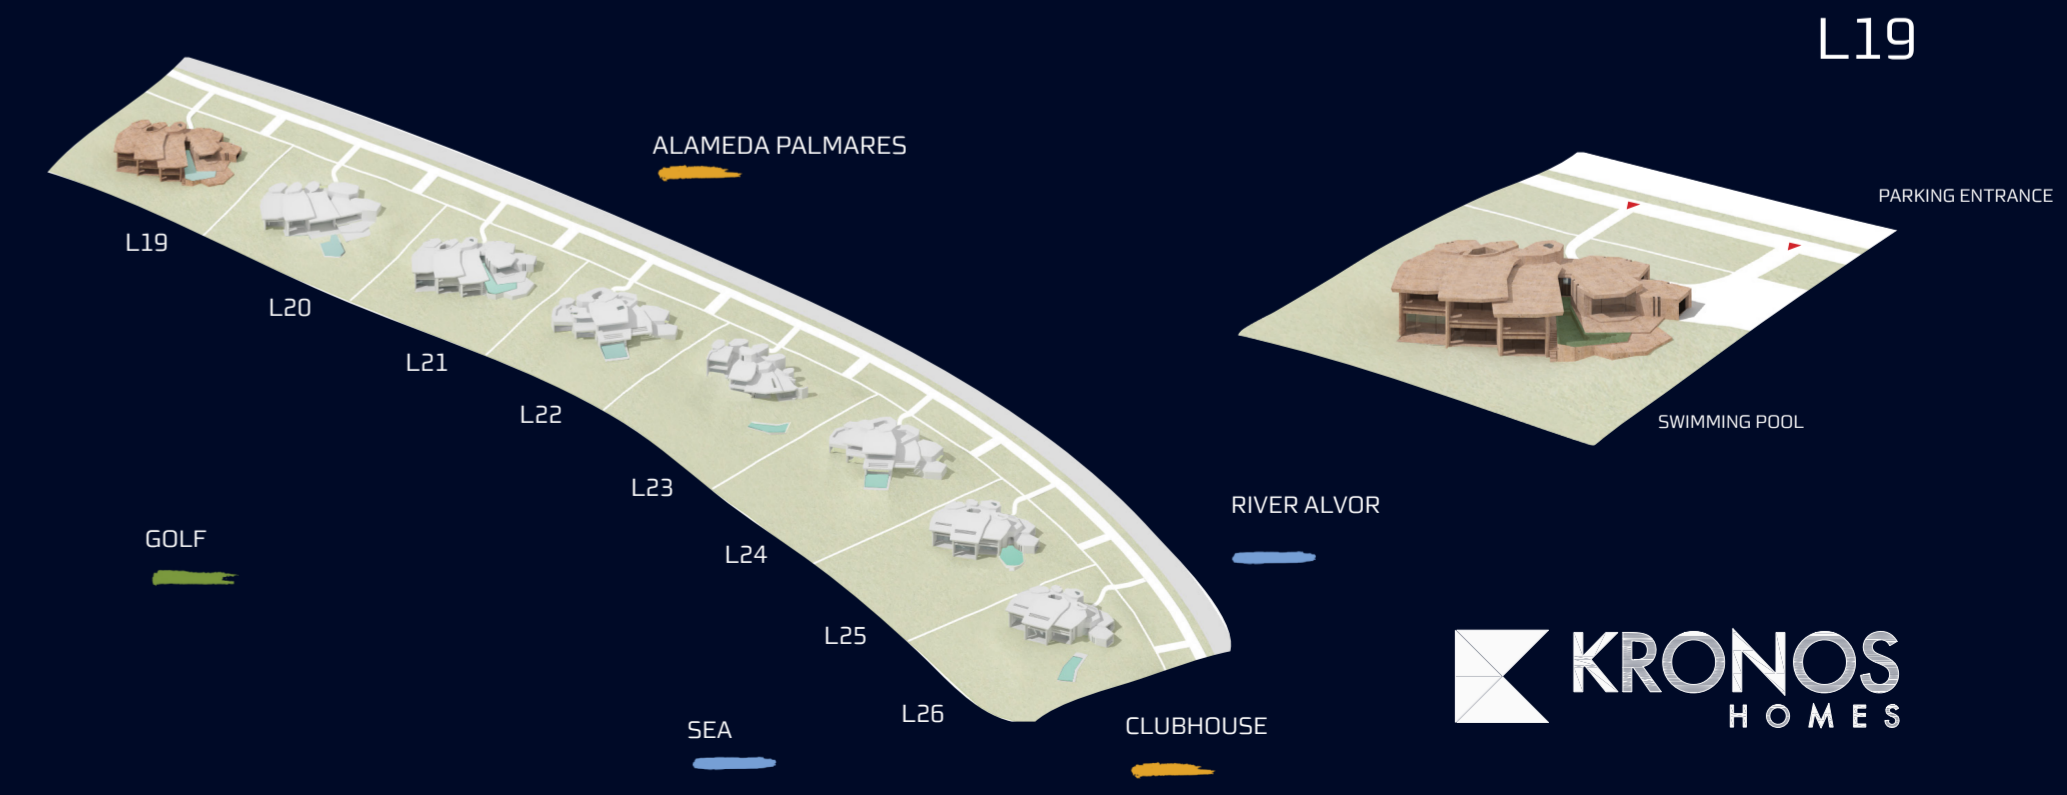 L19
ALAMEDA PALMARES
PARKING ENTRANCE
L19
L20
L21
L22
L23
L24
L25
L26
SWIMMING POOL
RIVER ALVOR
GOLF
SEA
CLUBHOUSE
KRONOS
HOMES